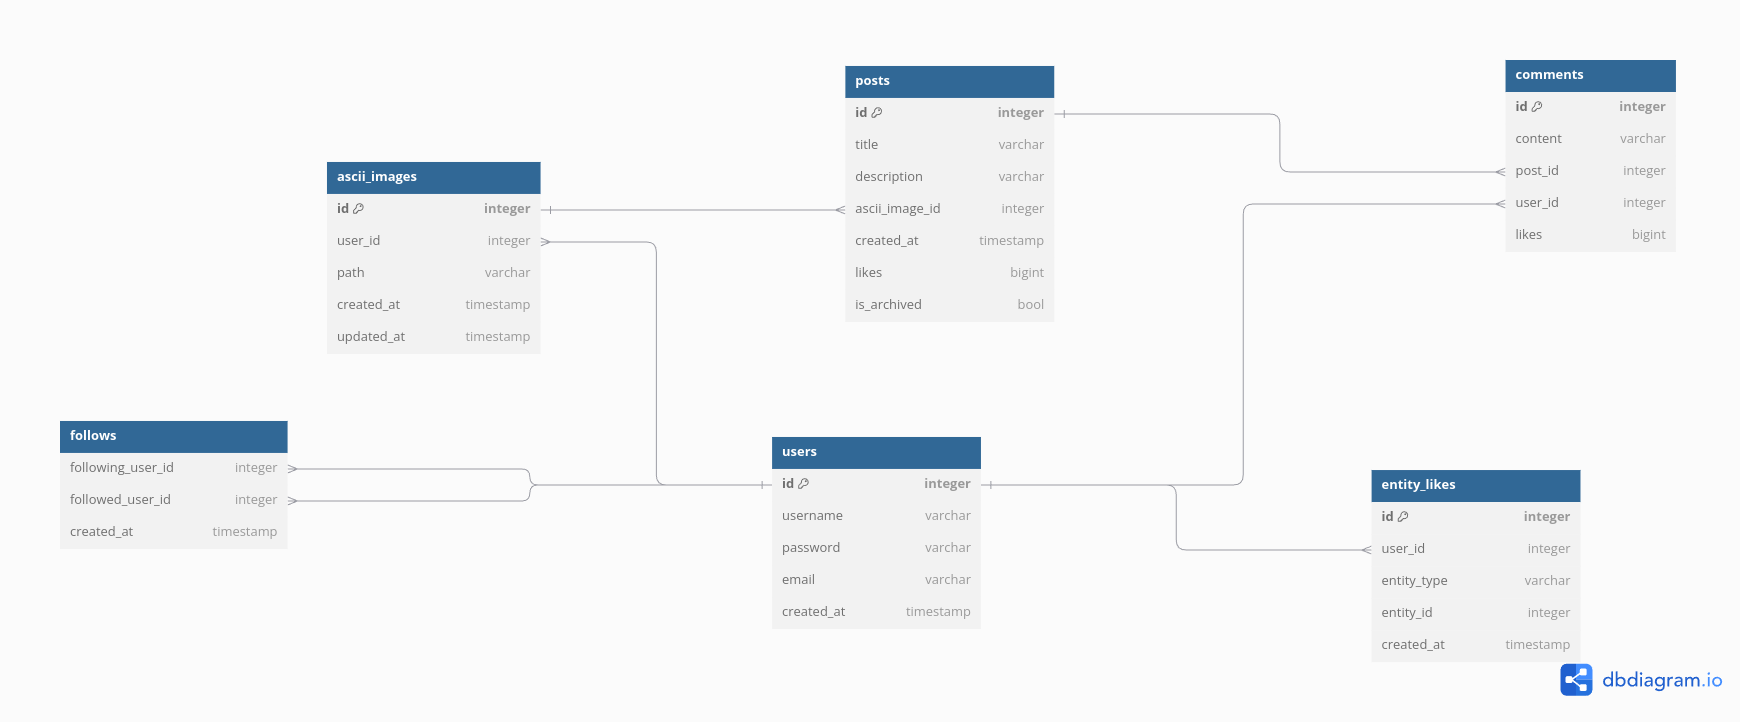 posts
id integer
title varchar
description varchar
ascii_image_id integer
created_at timestamp
likes bigint
is_archived bool
comments
id integer
content varchar
post_id integer
user_id integer
likes bigint
ascii_images
id integer
user_id integer
path varchar
created_at timestamp
updated_at timestamp
follows
following_user_id integer
followed_user_id integer
created_at timestamp
users
id integer
username varchar
password varchar
email varchar
created_at timestamp
entity_likes
id integer
user_id integer
entity_type varchar
entity_id integer
created_at timestamp
dbdiagram.io